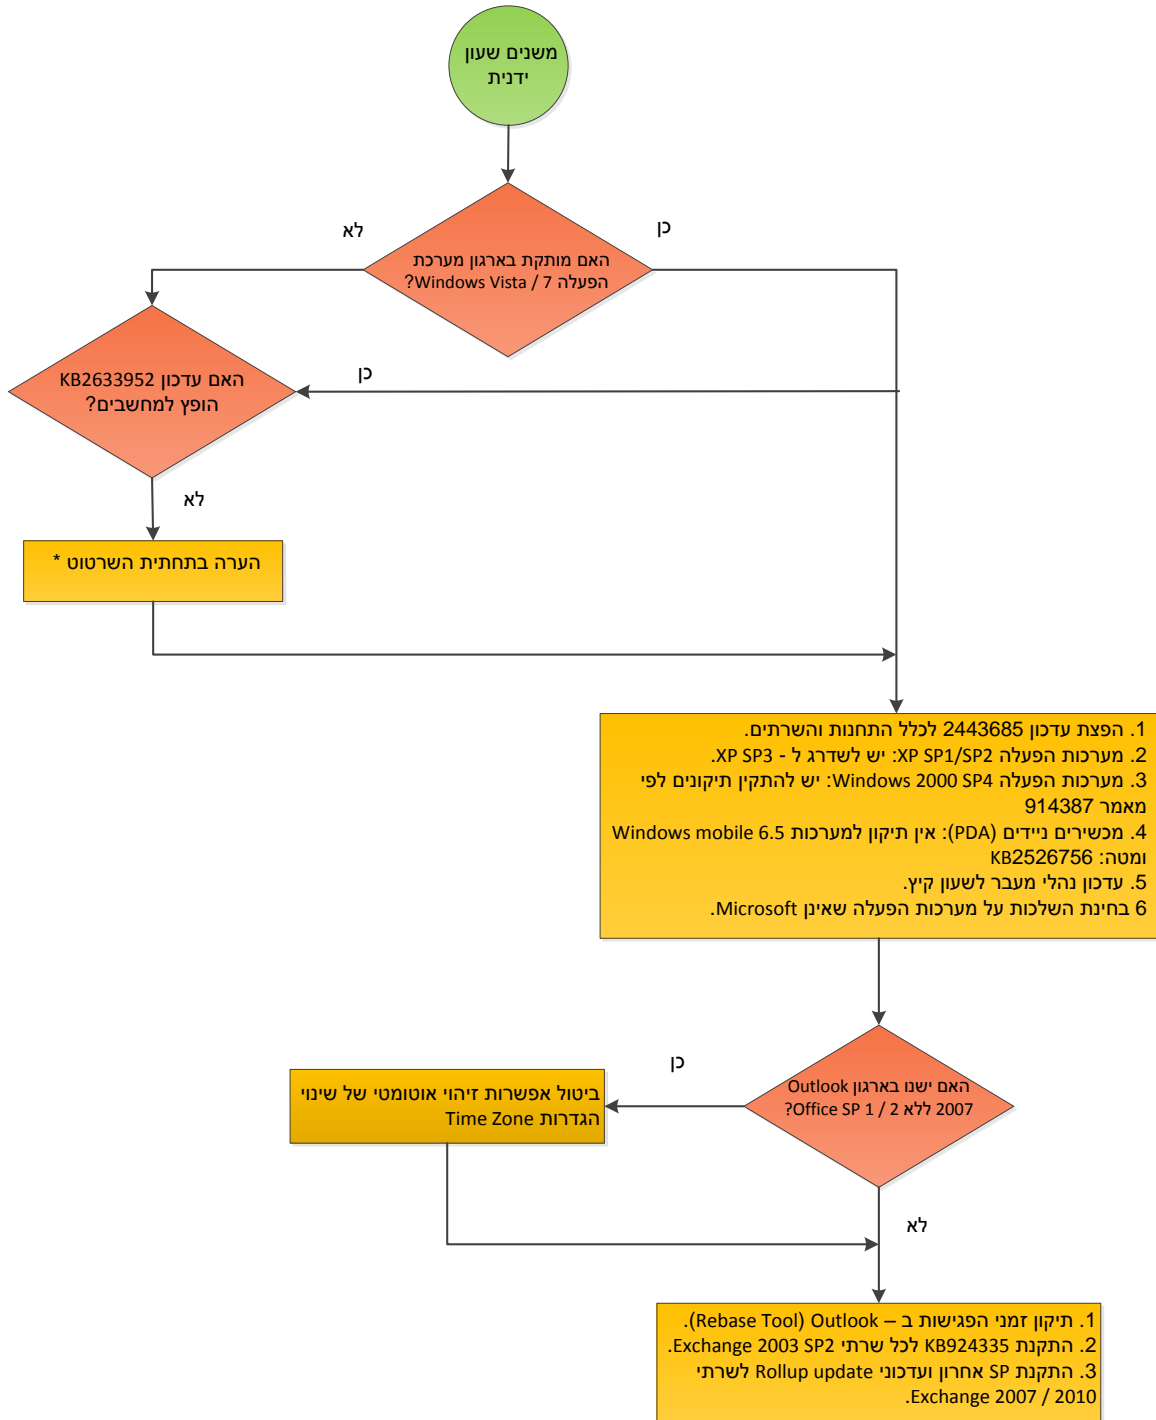 משנים שעון
ידנית
לא
כן
האם מותקת בארגון מערכת
הפעלה Windows Vista / 7?
האם עדכון KB2633952
הופץ למחשבים?
כן
לא
הערה בתחתית השרטוט *
1. הפצת עדכון 2443685 לכלל התחנות והשרתים.
2. מערכות הפעלה XP SP1/SP2: יש לשדרג ל - XP SP3.
3. מערכות הפעלה Windows 2000 SP4: יש להתקין תיקונים לפי
מאמר 914387
4. מכשירים ניידים (PDA): אין תיקון למערכות Windows mobile 6.5
ומטה: KB2526756
5. עדכון נהלי מעבר לשעון קיץ.
6 בחינת השלכות על מערכות הפעלה שאינן Microsoft.
האם ישנו בארגון Outlook
2007 ללא Office SP 1 / 2?
כן
ביטול אפשרות זיהוי אוטומטי של שינוי
הגדרות Time Zone
לא
1. תיקון זמני הפגישות ב – Outlook (Rebase Tool).
2. התקנת KB924335 לכל שרתי Exchange 2003 SP2.
3. התקנת SP אחרון ועדכוני Rollup update לשרתי
Exchange 2007 / 2010.